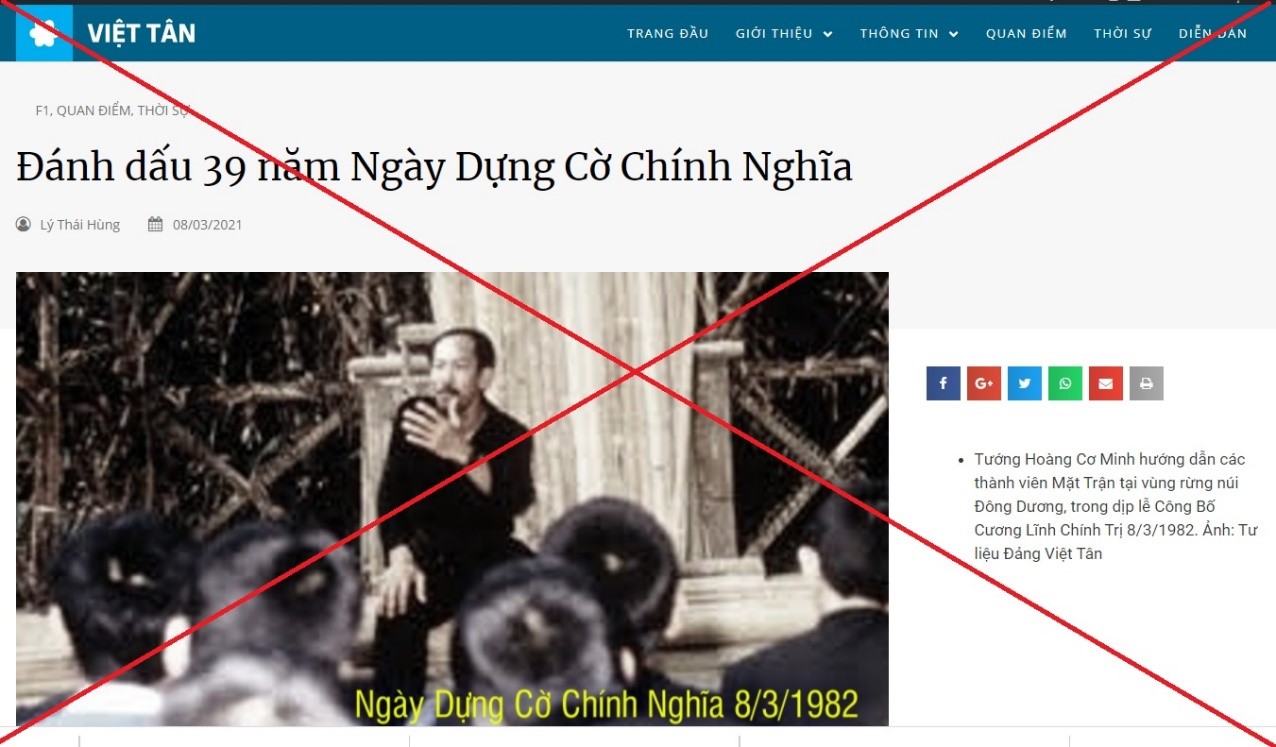 VIỆT TÂN
TRANG ĐẦU GIỚI THIỆU THÔNG TIN QUAN ĐIỂM THỜI SỰ DIỄN ĐÀN
F1, QUAN ĐIỂM, THỜI SỰ
Đánh dấu 39 năm Ngày Dựng Cờ Chính Nghĩa
Lý Thái Hùng 08/03/2021
f G+
Tướng Hoàng Cơ Minh hướng dẫn các
thành viên Mặt Trận tại vùng rừng núi
Đông Dương, trong dịp lễ Công Bố
Cương Lĩnh Chính Trị 8/3/1982. Ảnh: Tư
liệu Đảng Việt Tân
Ngày Dựng Cờ Chính Nghĩa 8/3/1982